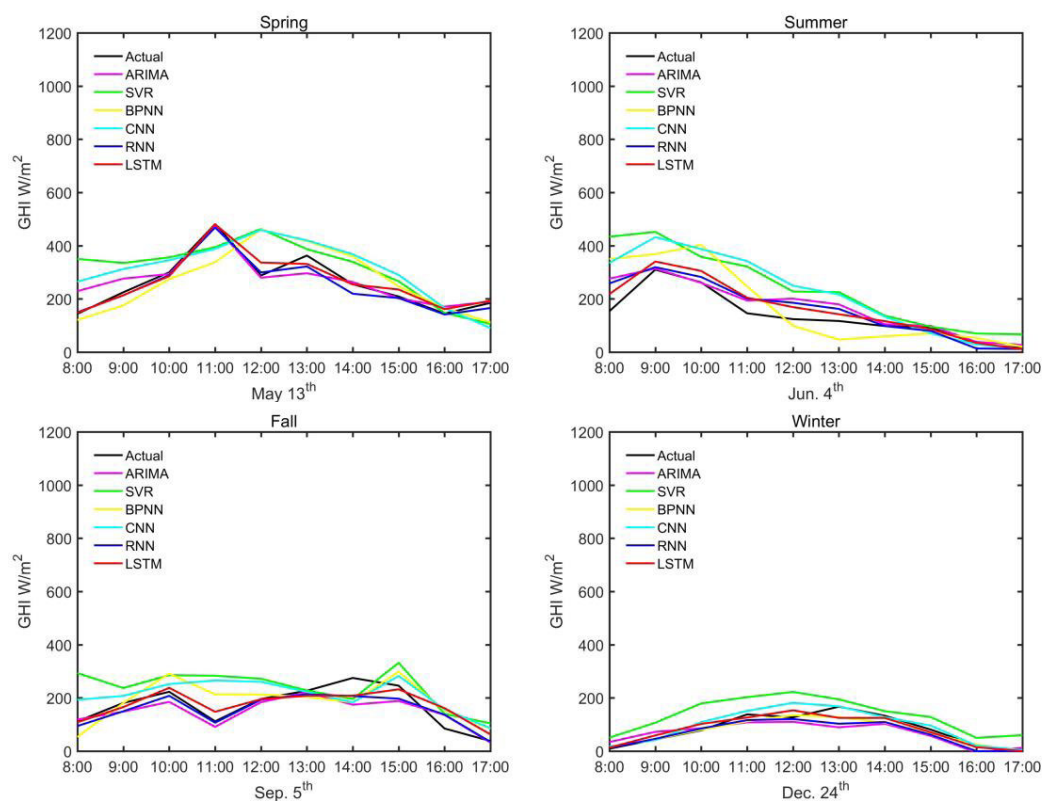 Spring
1200
1000
800
600
400
200
0
GHI W/m²
Actual
ARIMA
SVR
BPNN
CNN
RNN
LSTM
8:00 9:00 10:00 11:00 12:00 13:00 14:00 15:00 16:00 17:00
May 13th
Summer
1200
1000
800
600
400
200
0
GHI W/m²
Actual
ARIMA
SVR
BPNN
CNN
RNN
LSTM
8:00 9:00 10:00 11:00 12:00 13:00 14:00 15:00 16:00 17:00
Jun. 4th
Fall
1200
1000
800
600
400
200
0
GHI W/m²
Actual
ARIMA
SVR
BPNN
CNN
RNN
LSTM
8:00 9:00 10:00 11:00 12:00 13:00 14:00 15:00 16:00 17:00
Sep. 5th
Winter
1200
1000
800
600
400
200
0
GHI W/m²
Actual
ARIMA
SVR
BPNN
CNN
RNN
LSTM
8:00 9:00 10:00 11:00 12:00 13:00 14:00 15:00 16:00 17:00
Dec. 24th